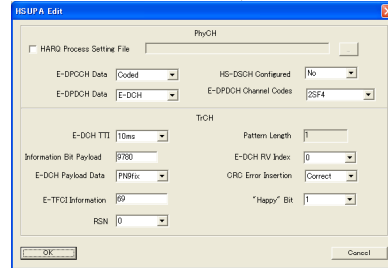 HSUPA Edit
PhyCH
HARQ Process Setting File
...
E-DPCCH Data Coded HS-DSCH Configured No
E-DPDCH Data E-DCH E-DPDCH Channel Codes 2SF4
TrCH
E-DCH TTI 10ms Pattern Length 1
Information Bit Payload 9780 E-DCH RV Index 0
E-DCH Payload Data PN9fix CRC Error Insertion Correct
E-TFCI Information 69 "Happy" Bit 1
RSN 0
OK Cancel